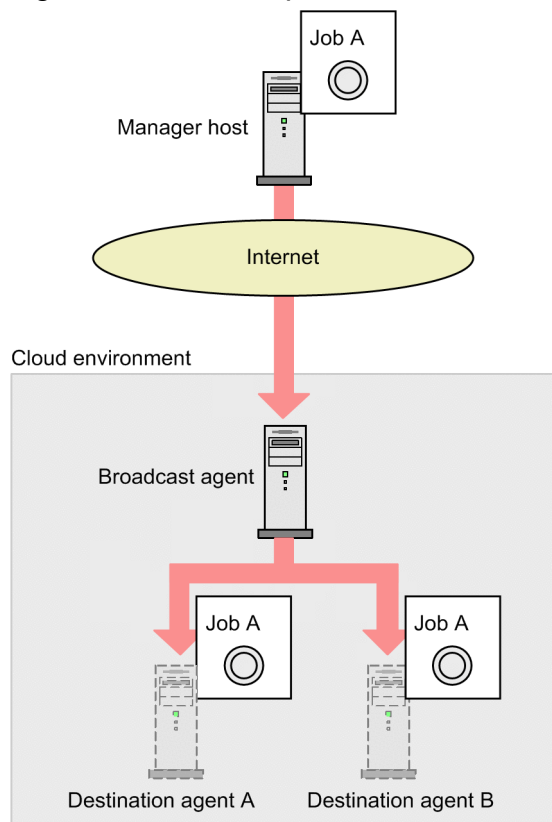 Job A
Manager host
Internet
Cloud environment
Broadcast agent
Job A
Job A
Destination agent A
Destination agent B